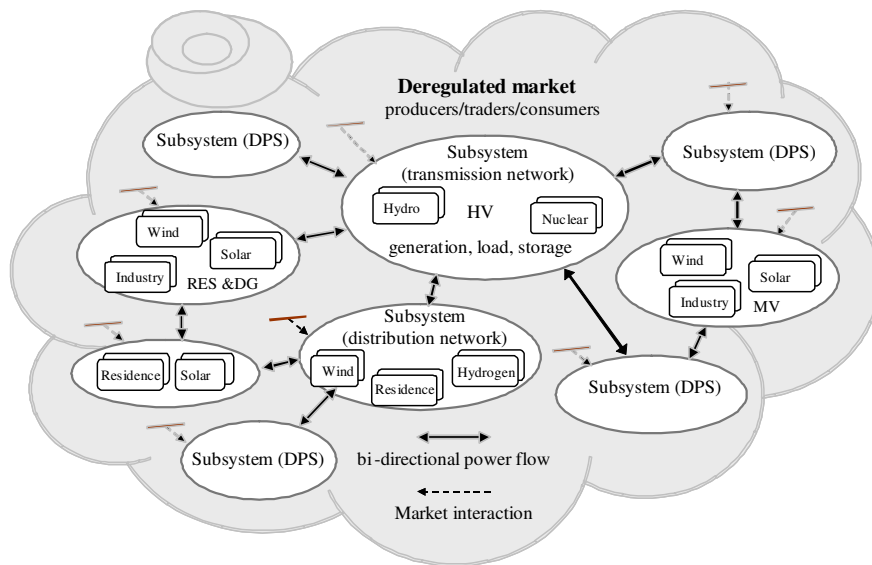 Deregulated market
producers/traders/consumers
Subsystem (DPS)
Subsystem
(transmission network)
Hydro
HV
Nuclear
generation, load, storage
Subsystem (DPS)
Wind
Solar
Industry
RES &DG
Wind
Solar
Industry
MV
Subsystem
(distribution network)
Wind
Residence
Hydrogen
Residence
Solar
Subsystem (DPS)
Subsystem (DPS)
bi-directional power flow
Market interaction